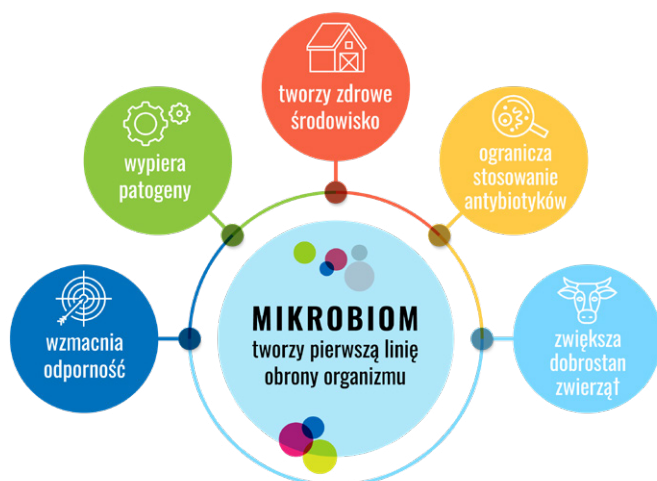 tworzy zdrowe
środowisko
wypiera
patogeny
ogranicza
stosowanie
antybiotyków
wzmacnia
odporność
MIKROBIOM
tworzy pierwszą linię
obrony organizmu
zwiększa
dobrostan
zwierząt